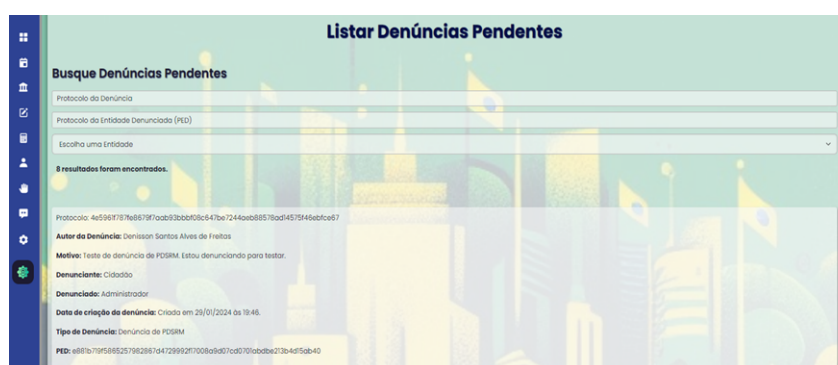 Listar Denúncias Pendentes
Busque Denúncias Pendentes
Protocolo da Denúncia
Protocolo da Entidade Denunciada (PED)
Escolha uma Entidade
8 resultados foram encontrados.
Protocolo:
Autor da Denúncia: Denisson Santos Alves de Freitas
Motivo: Teste de denúncia de PDSRM. Estou denunciando para testar.
Denunciante: Cidadão
Denunciado: Administrador
Data de criação da denúncia: Criada em 29/01/2024 às 19:46.
Tipo de Denúncia: Denúncia de PDSRM
PED: